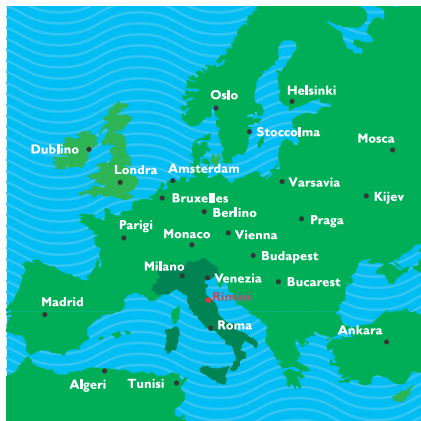 Oslo
Helsinki
Stoccolma
Mosca
Dublino
Londra
Amsterdam
Varsavia
Bruxelles
Kijev
Berlino
Praga
Parigi
Vienna
Monaco
Budapest
Milano
Venezia
Bucarest
Rimini
Madrid
Roma
Ankara
Algeri
Tunisi